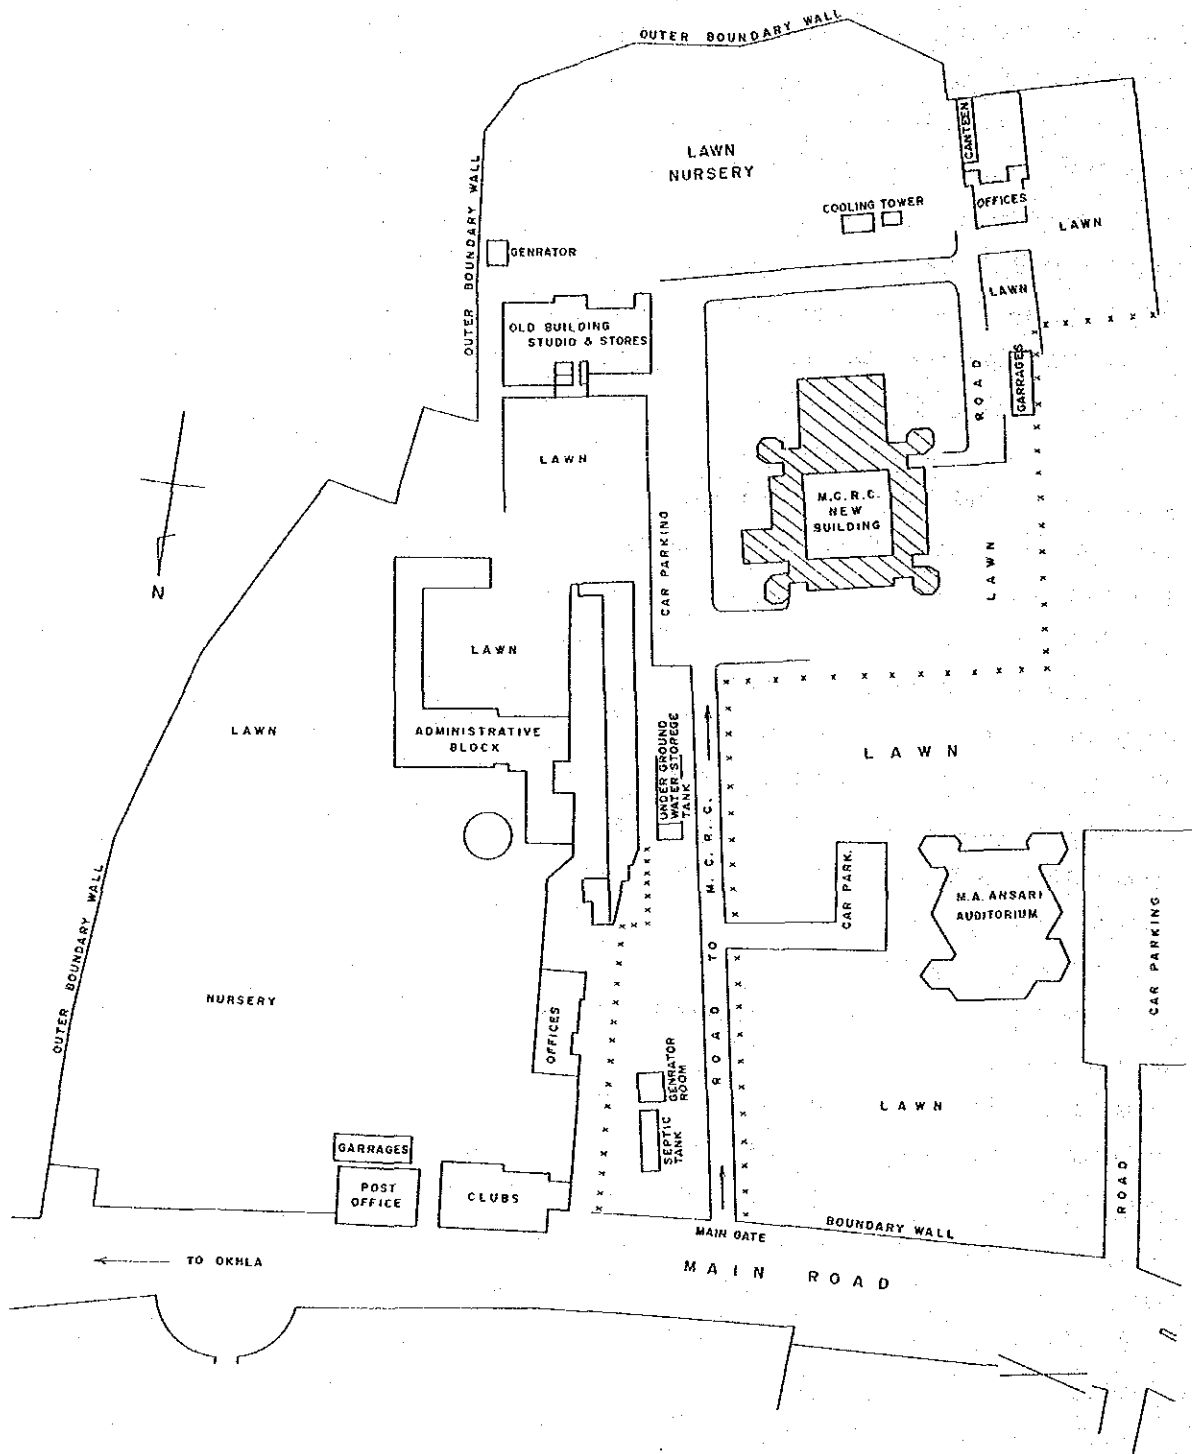 OUTER BOUNDARY WALL
LAWN
NURSERY
CANTEEN
OUTER BOUNDARY WALL
COOLING TOWER
OFFICES
LAWN
GENRATOR
LAWN
OLD BUILDING
STUDIO & STORES
ROAD
GARRAGES
LAWN
M.C.R.C.
NEW
BUILDING
CAR PARKING
LAWN
N
LAWN
LAWN
ADMINISTRATIVE
BLOCK
UNDER GROUND
WATER STOREGE
TANK
LAWN
ROAD TO M.C.R.C.
CAR PARK.
M.A. ANSARI
AUDITORIUM
CAR PARKING
OUTER BOUNDARY WALL
NURSERY
OFFICES
GENRATOR
ROOM
SEPTIC
TANK
LAWN
GARRAGES
POST
OFFICE
CLUBS
ROAD
MAIN GATE
BOUNDARY WALL
TO OKHLA
MAIN ROAD